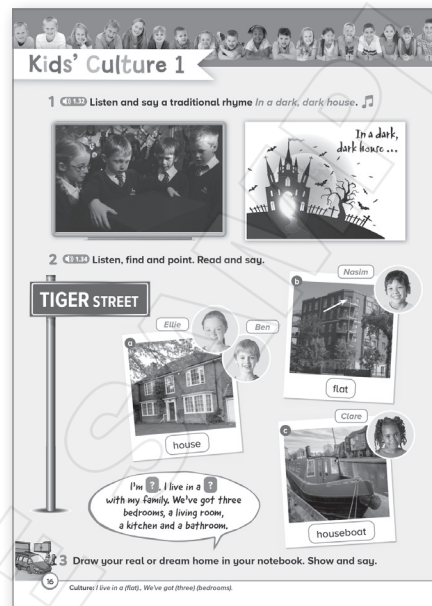 Kids' Culture 1
1 1.32 Listen and say a traditional rhyme In a dark, dark house.
In a dark,
dark house ...
2 1.34 Listen, find and point. Read and say.
TIGER STREET
Nasim
b
Ellie
Ben
a
flat
house
Clare
c
I'm ? . I live in a ?
with my family. We've got three
bedrooms, a living room,
a kitchen and a bathroom.
houseboat
3 Draw your real or dream home in your notebook. Show and say.
16
Culture: I live in a (flat)., We've got (three) (bedrooms).